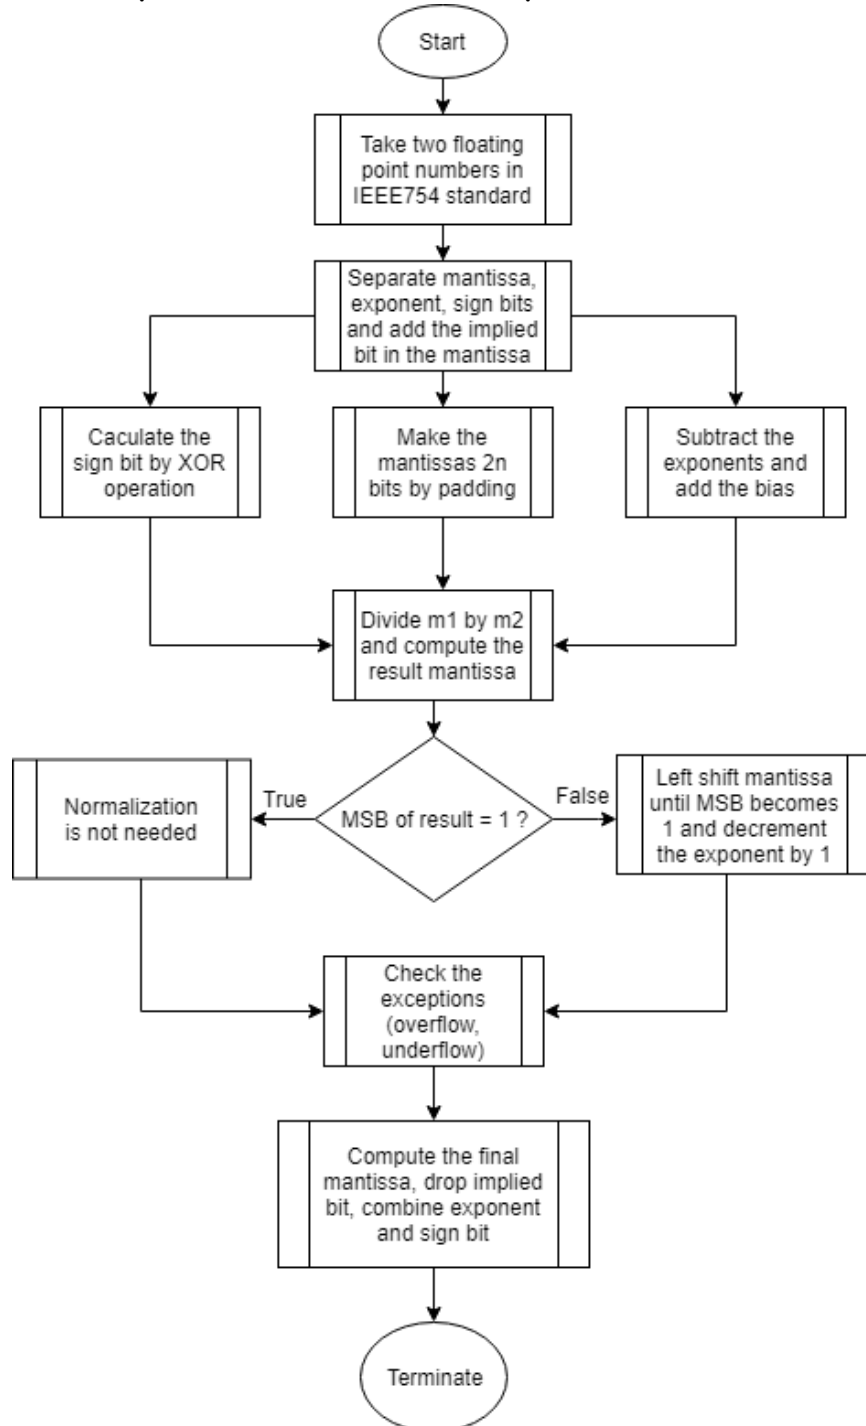 Start
Take two floating
point numbers in
IEEE754 standard
Separate mantissa,
exponent, sign bits
and add the implied
bit in the mantissa
Caculate the
sign bit by XOR
operation
Make the
mantissas 2n
bits by padding
Subtract the
exponents and
add the bias
Divide m1 by m2
and compute the
result mantissa
MSB of result = 1 ?
True
False
Normalization
is not needed
Left shift mantissa
until MSB becomes
1 and decrement
the exponent by 1
Check the
exceptions
(overflow,
underflow)
Compute the final
mantissa, drop implied
bit, combine exponent
and sign bit
Terminate